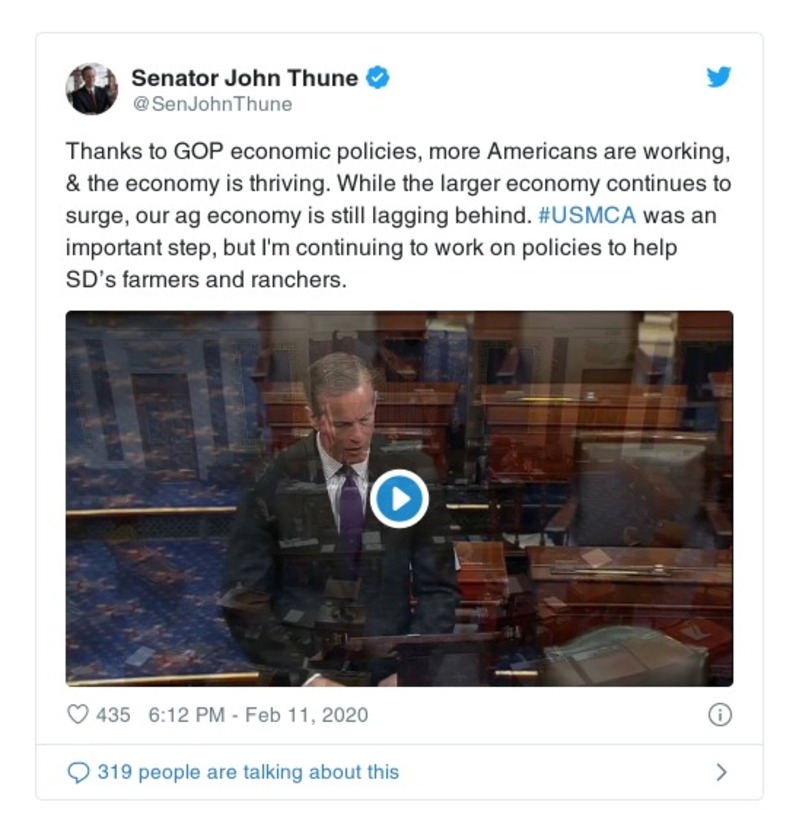 Senator John Thune
@SenJohnThune
Thanks to GOP economic policies, more Americans are working,
& the economy is thriving. While the larger economy continues to
surge, our ag economy is still lagging behind. #USMCA was an
important step, but I'm continuing to work on policies to help
SD’s farmers and ranchers.
435 6:12 PM - Feb 11, 2020
319 people are talking about this